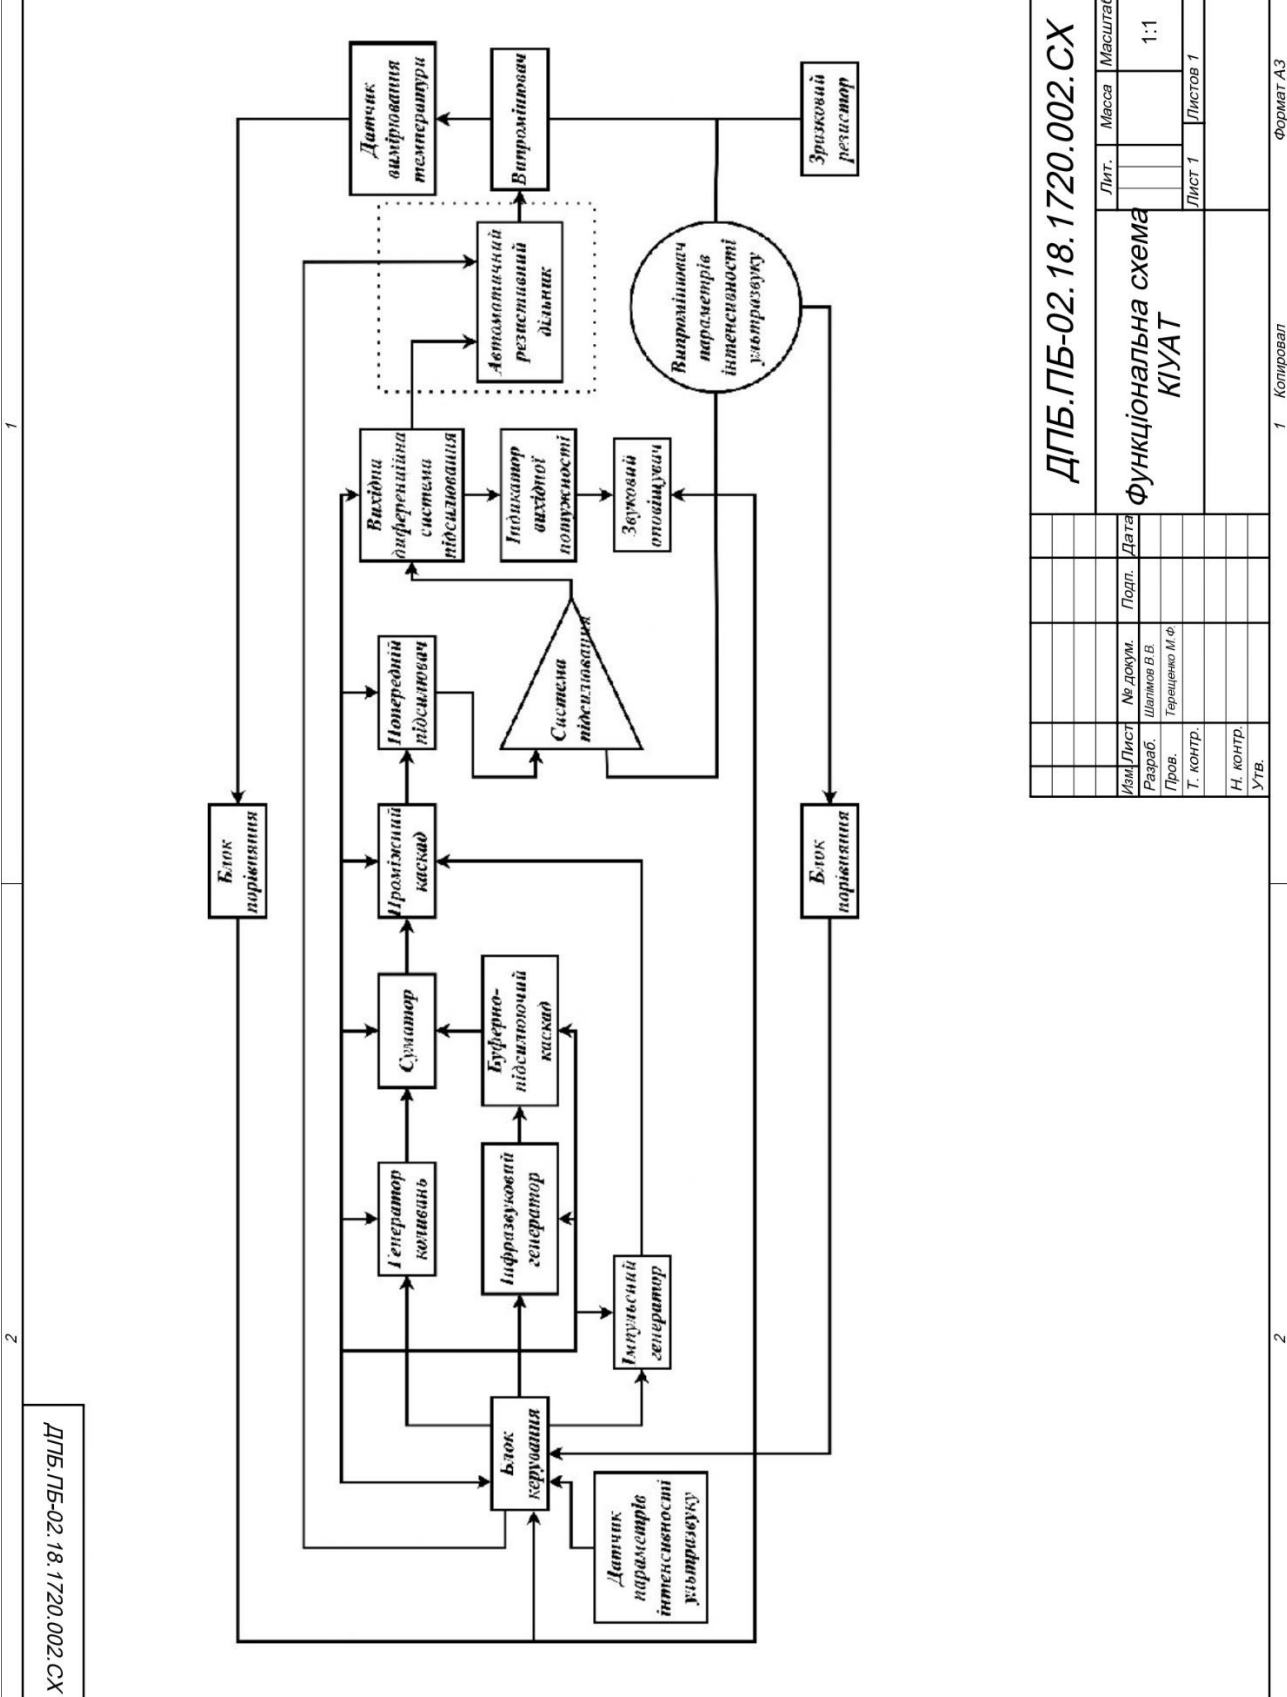 Датчик
вимірювання
температури
Випромінювач
Зразковий
резистор
Автоматичний
резистивний
дільник
Випромінювач
параметрів
інтенсивності
ультразвуку
Вихідна
диференційна
система
підсилювання
Індикатор
вихідної
потужності
Звуковий
оповіщувач
Попередній
підсилювач
Система
підсилювання
Блок
порівняння
Проміжний
каскад
Блок
порівняння
Суматор
Буферно-
підсилюючий
каскад
Генератор
коливань
Інфразвуковий
генератор
Імпульсний
генератор
Блок
керування
Датчик
параметрів
інтенсивності
ультразвуку
ДПБ.ПБ-02.18.1720.002.СХ
ДПБ.ПБ-02.18.1720.002.СХ
Функціональна схема
КІУАТ
Лит. Масса Масштаб
1:1
Лист 1 Листов 1
Изм. Лист № докум. Подп. Дата
Разраб. Шалімов В.В.
Пров. Терещенко М.Ф.
Т. контр.
Н. контр.
Утв.
Копировал
Формат А3
1
2
1
2